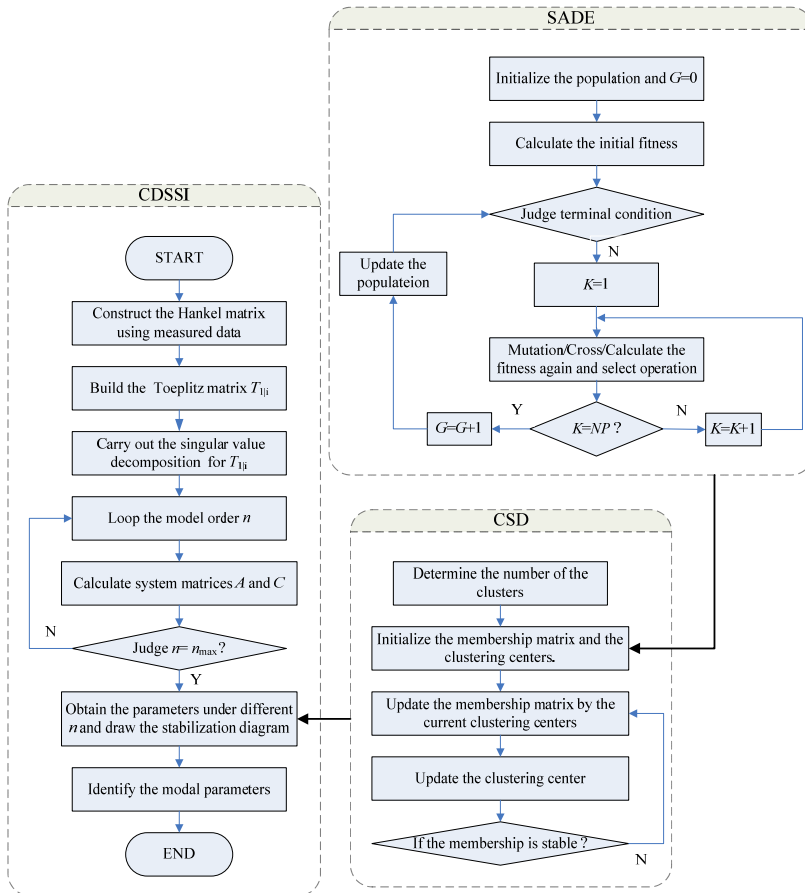 SADE
Initialize the population and G=0
Calculate the initial fitness
Judge terminal condition
N
K=1
Update the
populateion
Mutation/Cross/Calculate the
fitness again and select operation
Y
K=NP ?
N
G=G+1
K=K+1
CDSSI
START
Construct the Hankel matrix
using measured data
Build the Toeplitz matrix T1|i
Carry out the singular value
decomposition for T1|i
Loop the model order n
Calculate system matrices A and C
N
Judge n= nmax?
Y
Obtain the parameters under different
n and draw the stabilization diagram
Identify the modal parameters
END
CSD
Determine the number of the
clusters
Initialize the membership matrix and the
clustering centers.
Update the membership matrix by the
current clustering centers
Update the clustering center
If the membership is stable ?
N